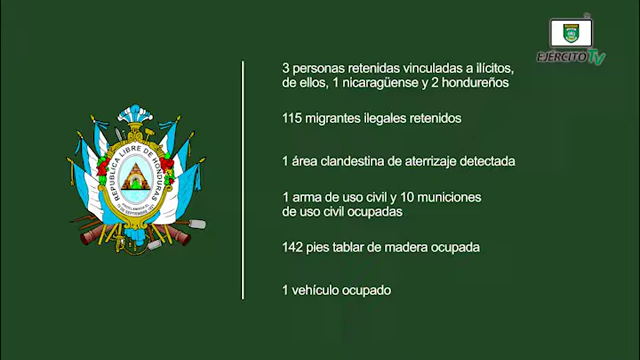 EJÉRCITO TV
3 personas retenidas vinculadas a ilícitos,
de ellos, 1 nicaragüense y 2 hondureños
115 migrantes ilegales retenidos
1 área clandestina de aterrizaje detectada
1 arma de uso civil y 10 municiones
de uso civil ocupadas
142 pies tablar de madera ocupada
1 vehículo ocupado
REPUBLICA LIBRE DE HONDURAS